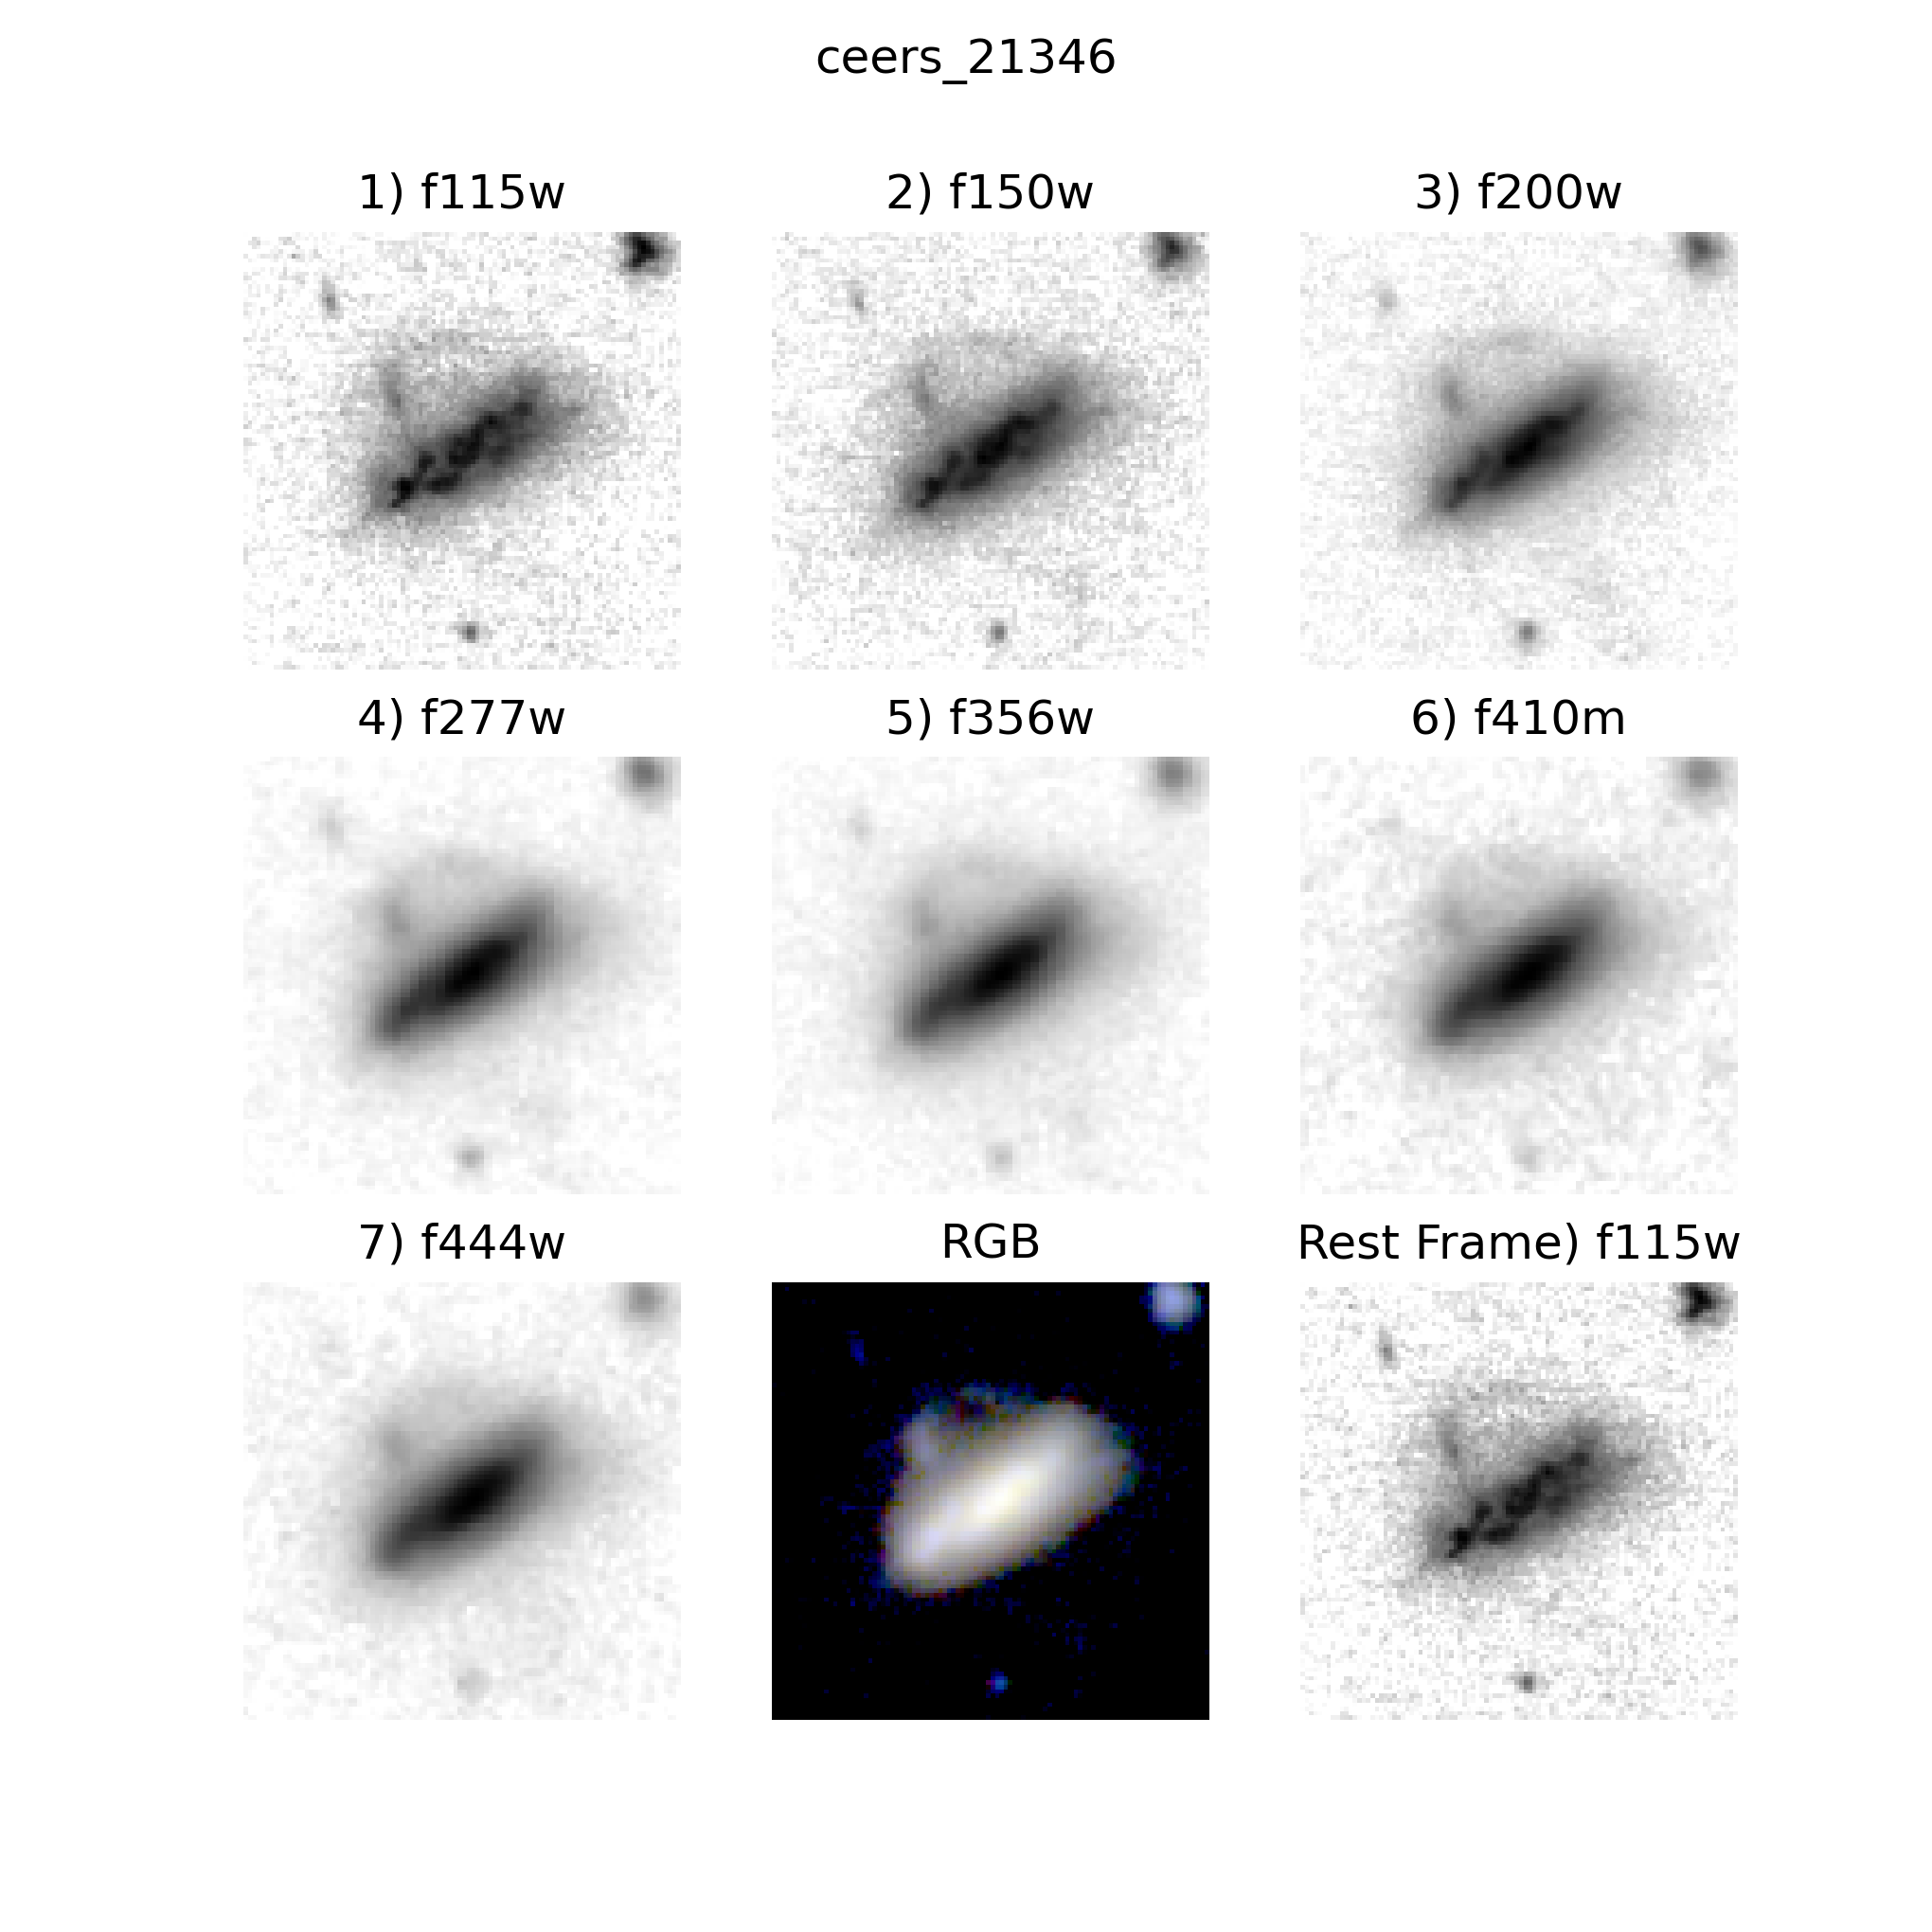 ceers_21346
1) f115w
2) f150w
3) f200w
4) f277w
5) f356w
6) f410m
7) f444w
RGB
Rest Frame) f115w